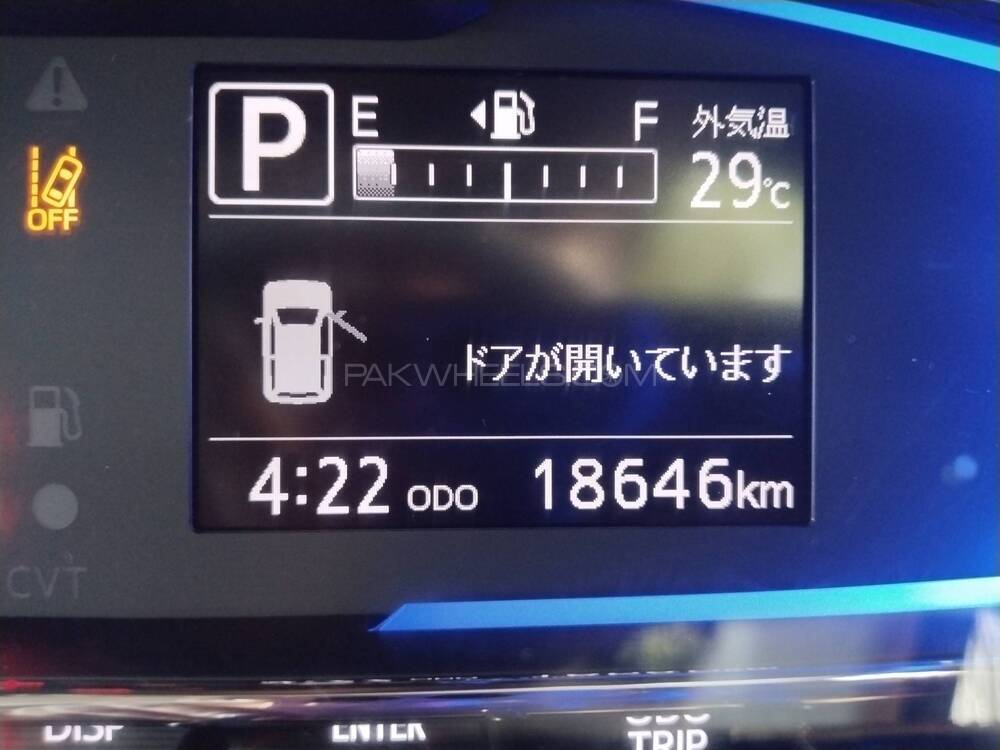 P E F 外気温
29℃
OFF
ドアが開いています
PAKWHEELS.COM
4:22 ODO 18646km
CVT
DISP ENTER ODO
TRIP